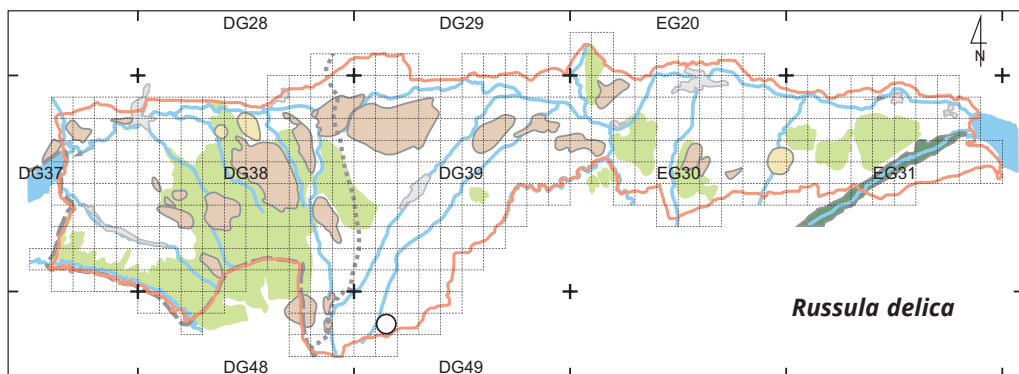 DG28 DG29 EG20
N
DG37 DG38 DG39 EG30 EG31
Russula delica
DG48 DG49